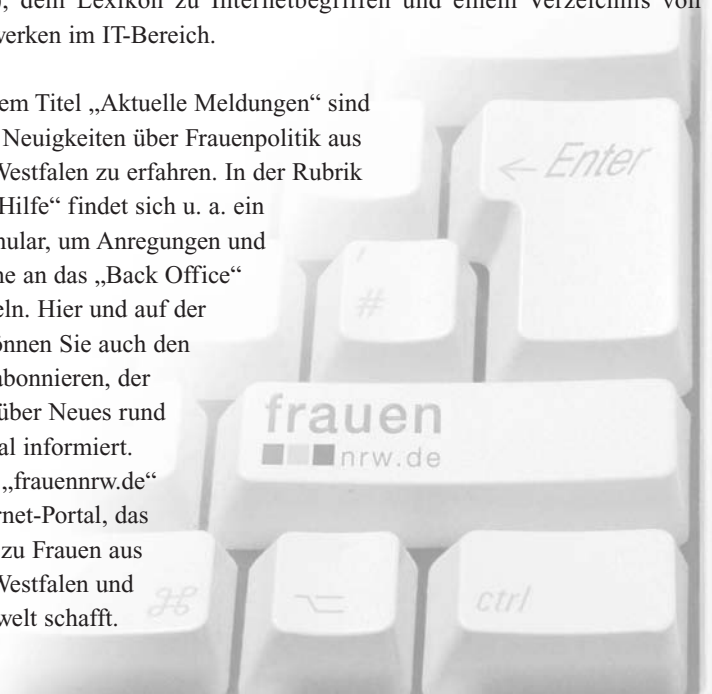 dem Lexikon zu Internetbegriffen und einem Verzeichnis von
werken im IT-Bereich.
em Titel „Aktuelle Meldungen“ sind
Neuigkeiten über Frauenpolitik aus
Westfalen zu erfahren. In der Rubrik
Hilfe“ findet sich u. a. ein
nular, um Anregungen und
ne an das „Back Office“
eln. Hier und auf der
önnen Sie auch den
abonnieren, der
über Neues rund
al informiert.
„frauennrw.de“
rnet-Portal, das
zu Frauen aus
Westfalen und
welt schafft.
← Enter
'
#
frauen
nrw.de
⌘
⌥
ctrl